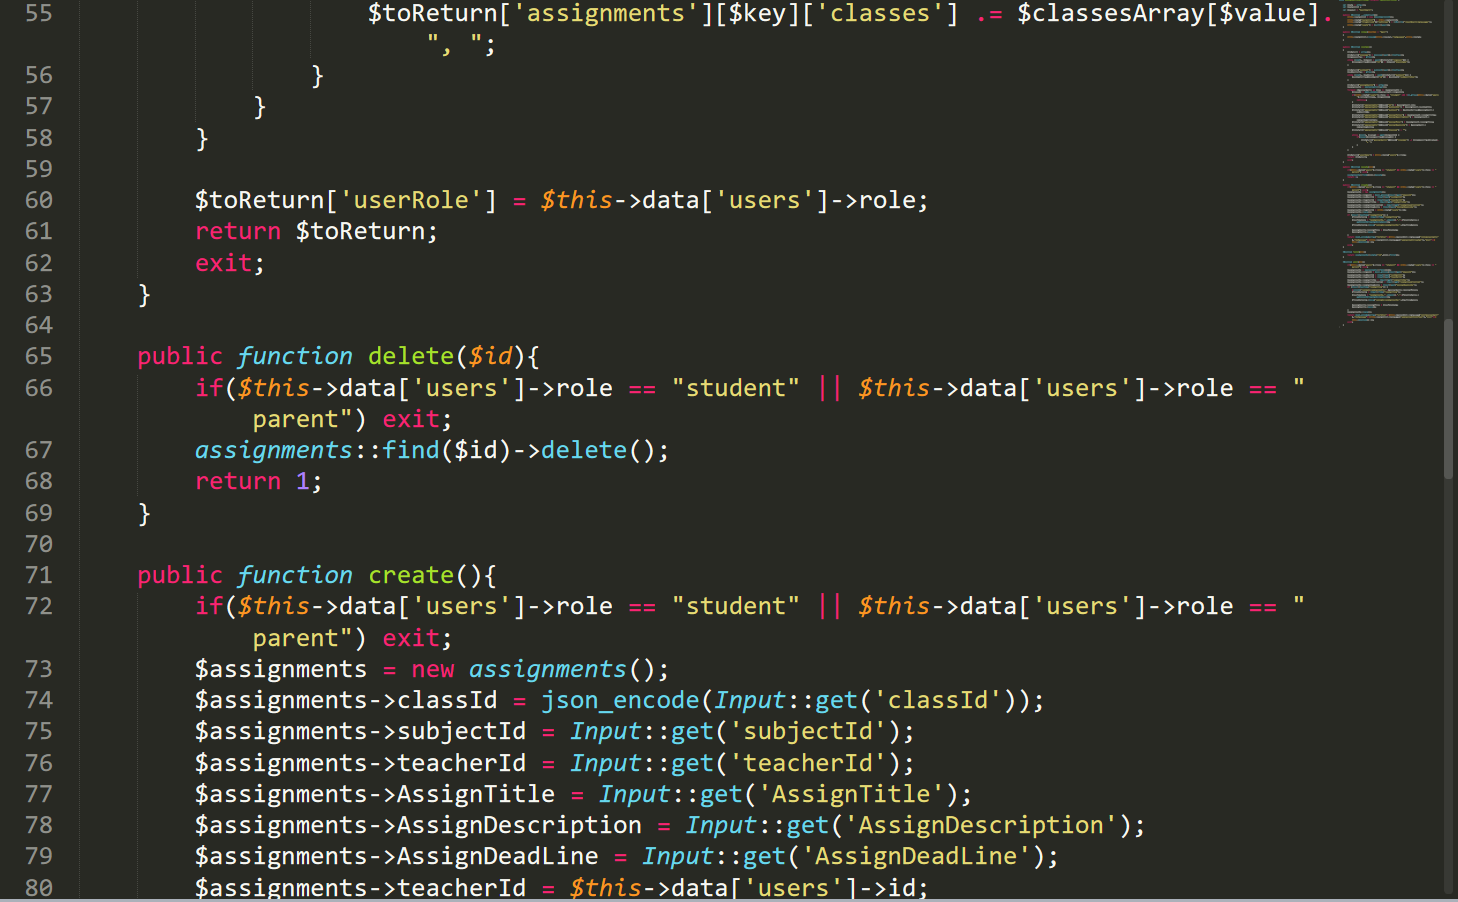 55 $toReturn['assignments'][$key]['classes'] .= $classesArray[$value].
", ";
56 }
57 }
58 }
59
60 $toReturn['userRole'] = $this->data['users']->role;
61 return $toReturn;
62 exit;
63 }
64
65 public function delete($id){
66 if($this->data['users']->role == "student" || $this->data['users']->role == "
parent") exit;
67 assignments::find($id)->delete();
68 return 1;
69 }
70
71 public function create(){
72 if($this->data['users']->role == "student" || $this->data['users']->role == "
parent") exit;
73 $assignments = new assignments();
74 $assignments->classId = json_encode(Input::get('classId'));
75 $assignments->subjectId = Input::get('subjectId');
76 $assignments->teacherId = Input::get('teacherId');
77 $assignments->AssignTitle = Input::get('AssignTitle');
78 $assignments->AssignDescription = Input::get('AssignDescription');
79 $assignments->AssignDeadLine = Input::get('AssignDeadLine');
80 $assignments->teacherId = $this->data['users']->id;